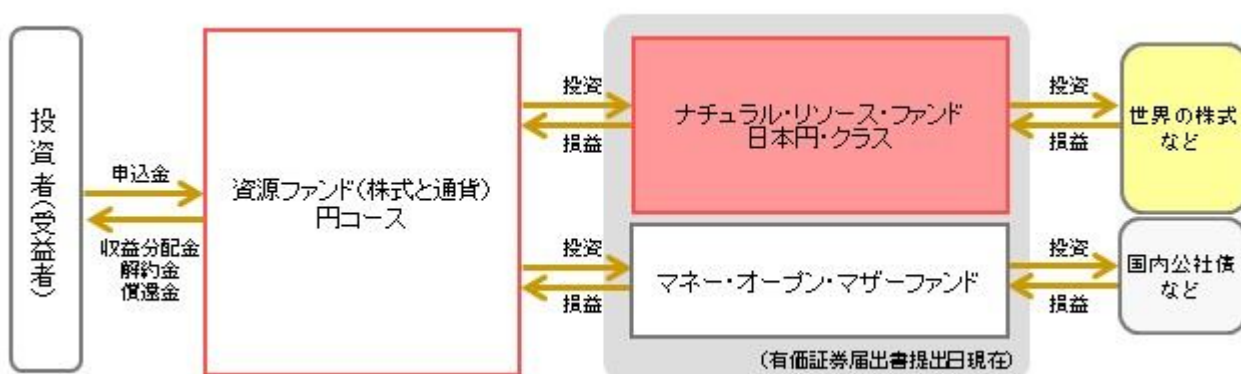 投資者(受益者)
申込金
収益分配金
解約金
償還金
資源ファンド(株式と通貨)
円コース
投資
損益
投資
損益
ナチュラル・リソース・ファンド
日本円・クラス
マネー・オープン・マザーファンド
(有価証券届出書提出日現在)
投資
損益
投資
損益
世界の株式
など
国内公社債
など